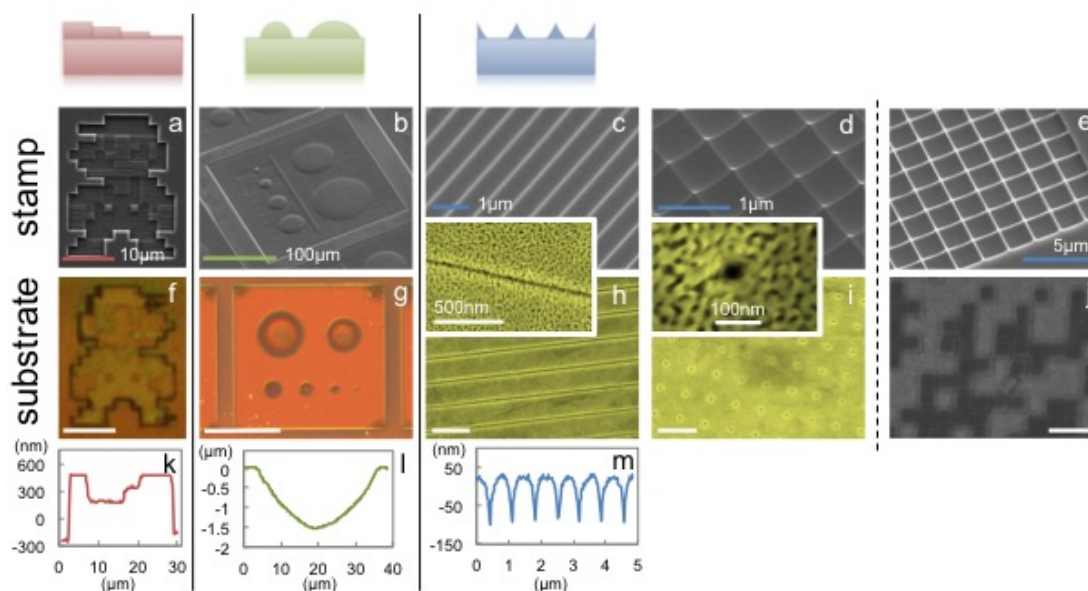 stamp
a
10µm
b
100µm
c
1µm
d
1µm
e
5µm
substrate
f
g
500nm
h
100nm
i
(nm)
600
300
0
-300
k
0 10 20 30
(µm)
(µm)
0
-0.5
-1
-1.5
-2
l
0 10 20 30 40
(µm)
50
-50
-150
m
0 1 2 3 4 5
(µm)